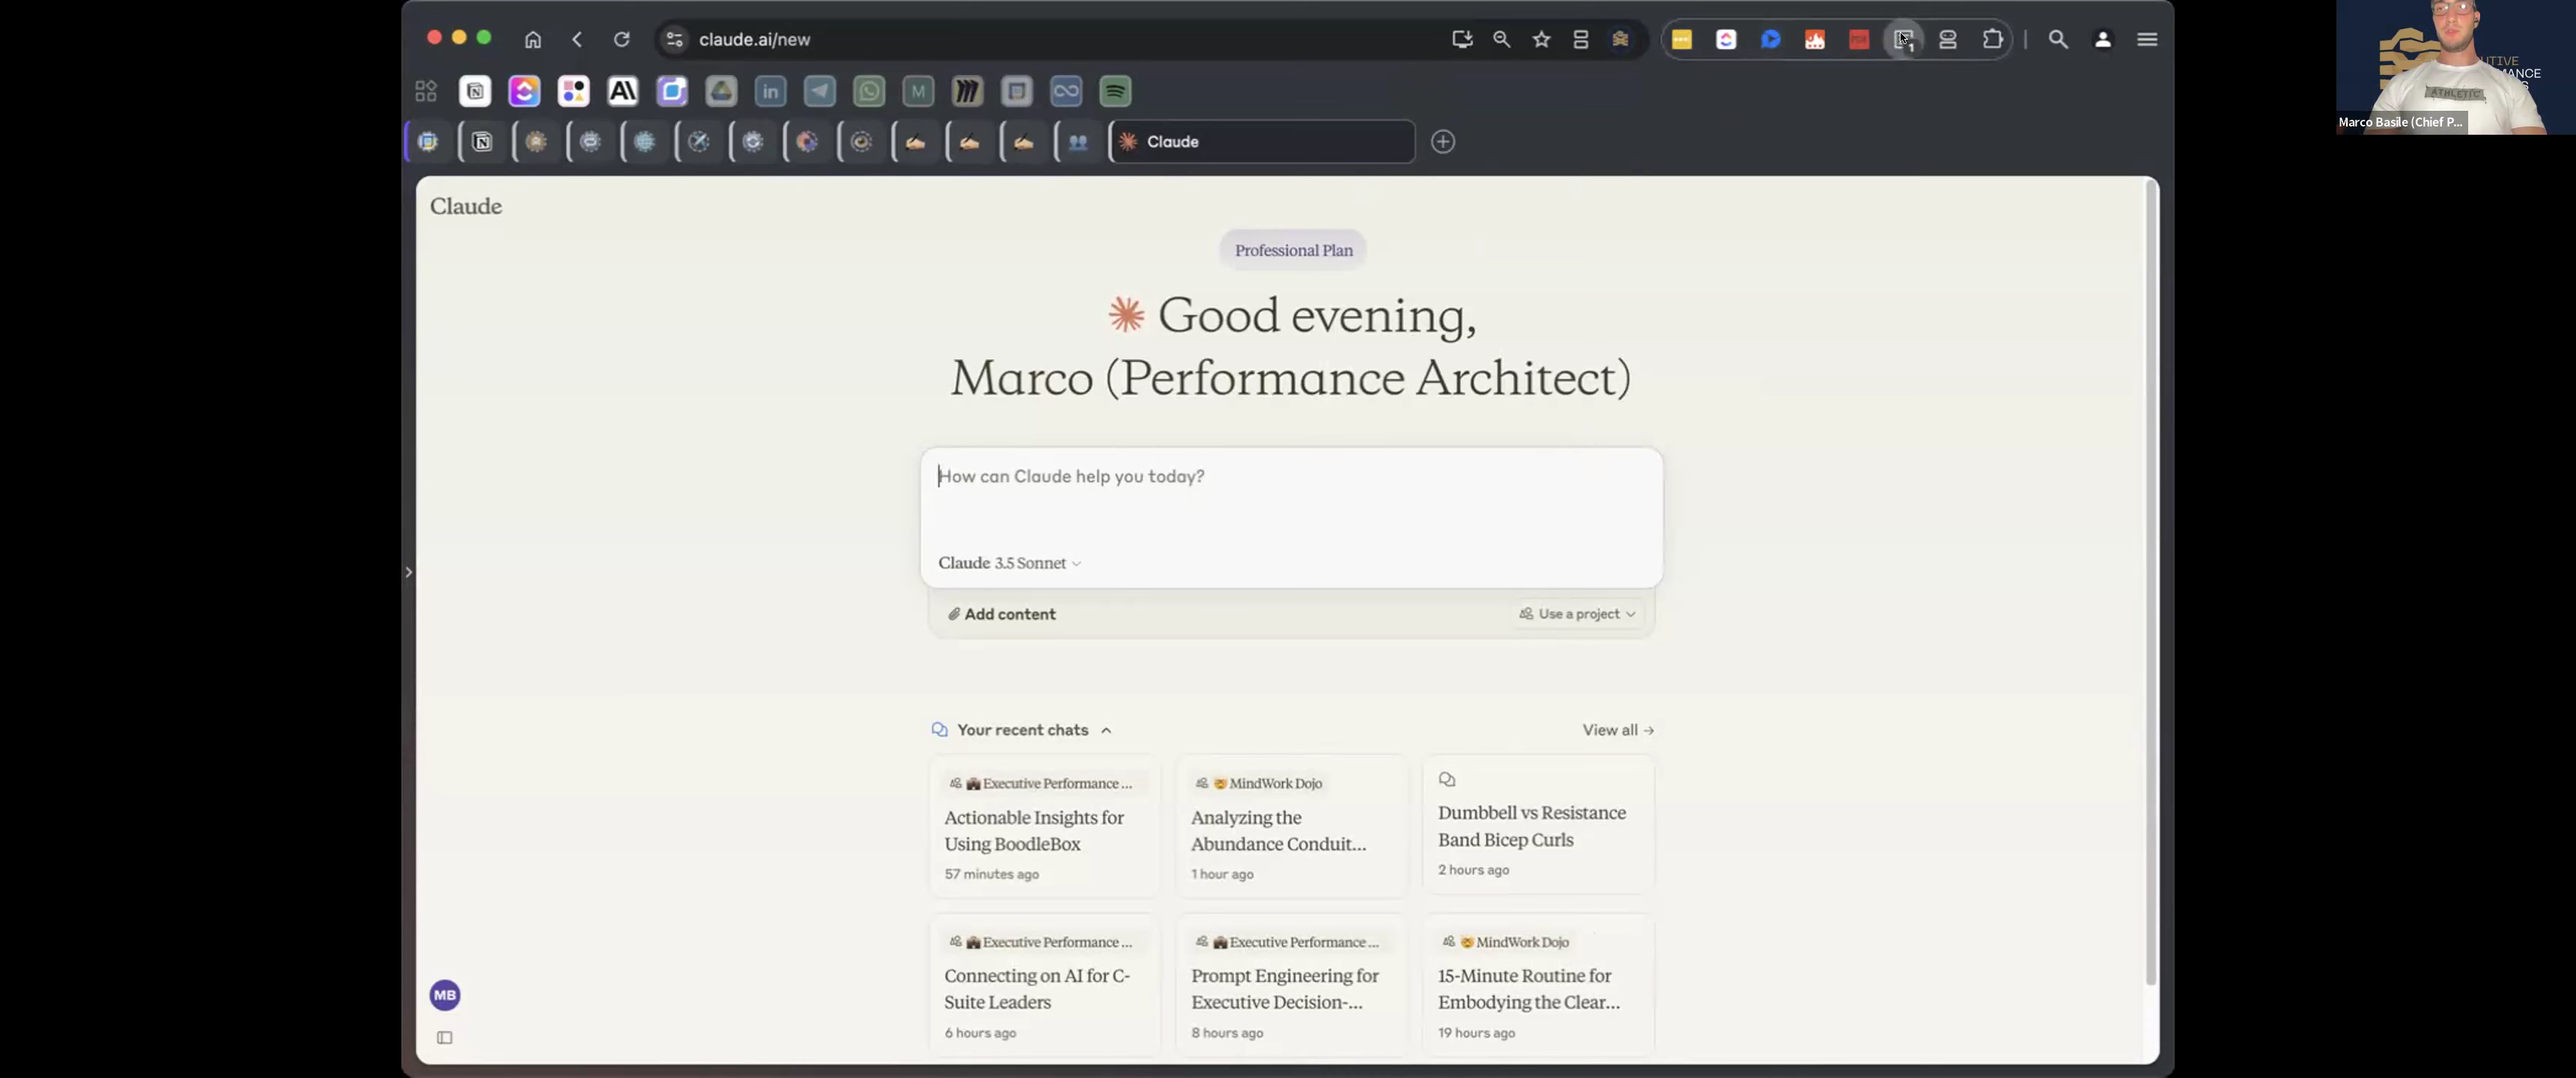 claude.ai/new
Claude
Claude
Professional Plan
Good evening,
Marco (Performance Architect)
How can Claude help you today?
Claude 3.5 Sonnet
Add content
Use a project
Your recent chats
View all →
Executive Performance ...
Actionable Insights for
Using BoodleBox
57 minutes ago
MindWork Dojo
Analyzing the
Abundance Conduit...
1 hour ago
Dumbbell vs Resistance
Band Bicep Curls
2 hours ago
Executive Performance ...
Connecting on AI for C-
Suite Leaders
6 hours ago
Executive Performance ...
Prompt Engineering for
Executive Decision-...
8 hours ago
MindWork Dojo
15-Minute Routine for
Embodying the Clear...
19 hours ago
MB
ATHLETIC
Marco Basile (Chief P...